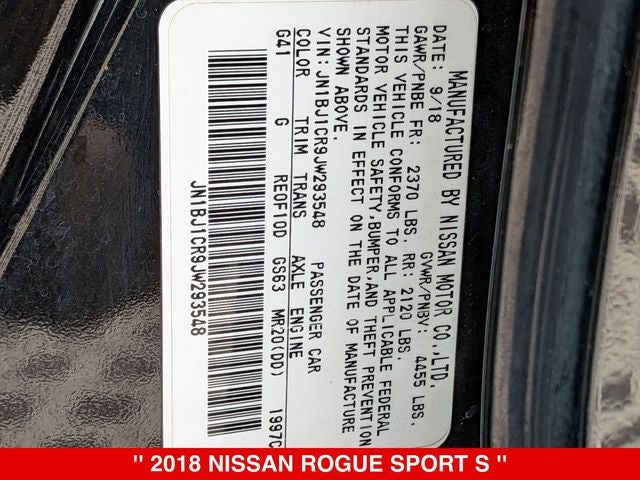 MANUFACTURED BY NISSAN MOTOR CO.,LTD.
DATE: 9/18 GVWR/PNBV: 4455 LBS.
GAWR/PNBE FR: 2370 LBS. RR: 2120 LBS.
THIS VEHICLE CONFORMS TO ALL APPLICABLE FEDERAL
MOTOR VEHICLE SAFETY,BUMPER,AND THEFT PREVENTION
STANDARDS IN EFFECT ON THE DATE OF MANUFACTURE
SHOWN ABOVE.
VIN: JN1BJ1CR9JW293548 PASSENGER CAR
COLOR TRIM TRANS AXLE ENGINE
G41 G RE0F10D GS63 MR20(DD) 1997C
JN1BJ1CR9JW293548
" 2018 NISSAN ROGUE SPORT S "